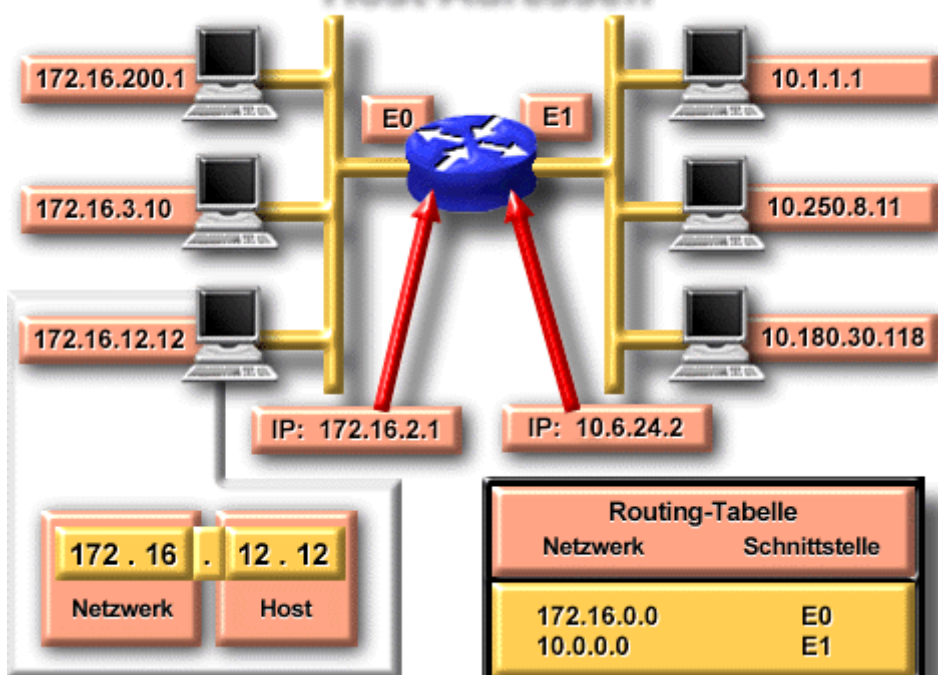 172.16.200.1
10.1.1.1
E0
E1
172.16.3.10
10.250.8.11
172.16.12.12
10.180.30.118
IP: 172.16.2.1
IP: 10.6.24.2
172 . 16 . 12 . 12
Netzwerk Host
Routing-Tabelle
Netzwerk Schnittstelle
172.16.0.0 E0
10.0.0.0 E1